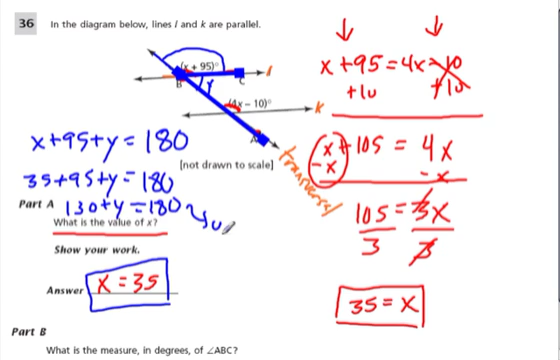 36 In the diagram below, lines l and k are parallel.
(x + 95)°
l
B
C
y
(4x – 10)°
k
A
transversal
[not drawn to scale]
x+95+y=180
35+95+y=180
130+y=180
Part A
What is the value of x?
Show your work.
Answer x=35
Part B
What is the measure, in degrees, of ∠ABC?
x+95=4x-10
+10 +10
x+105=4x
-x -x
105=3x
3 3
35=x